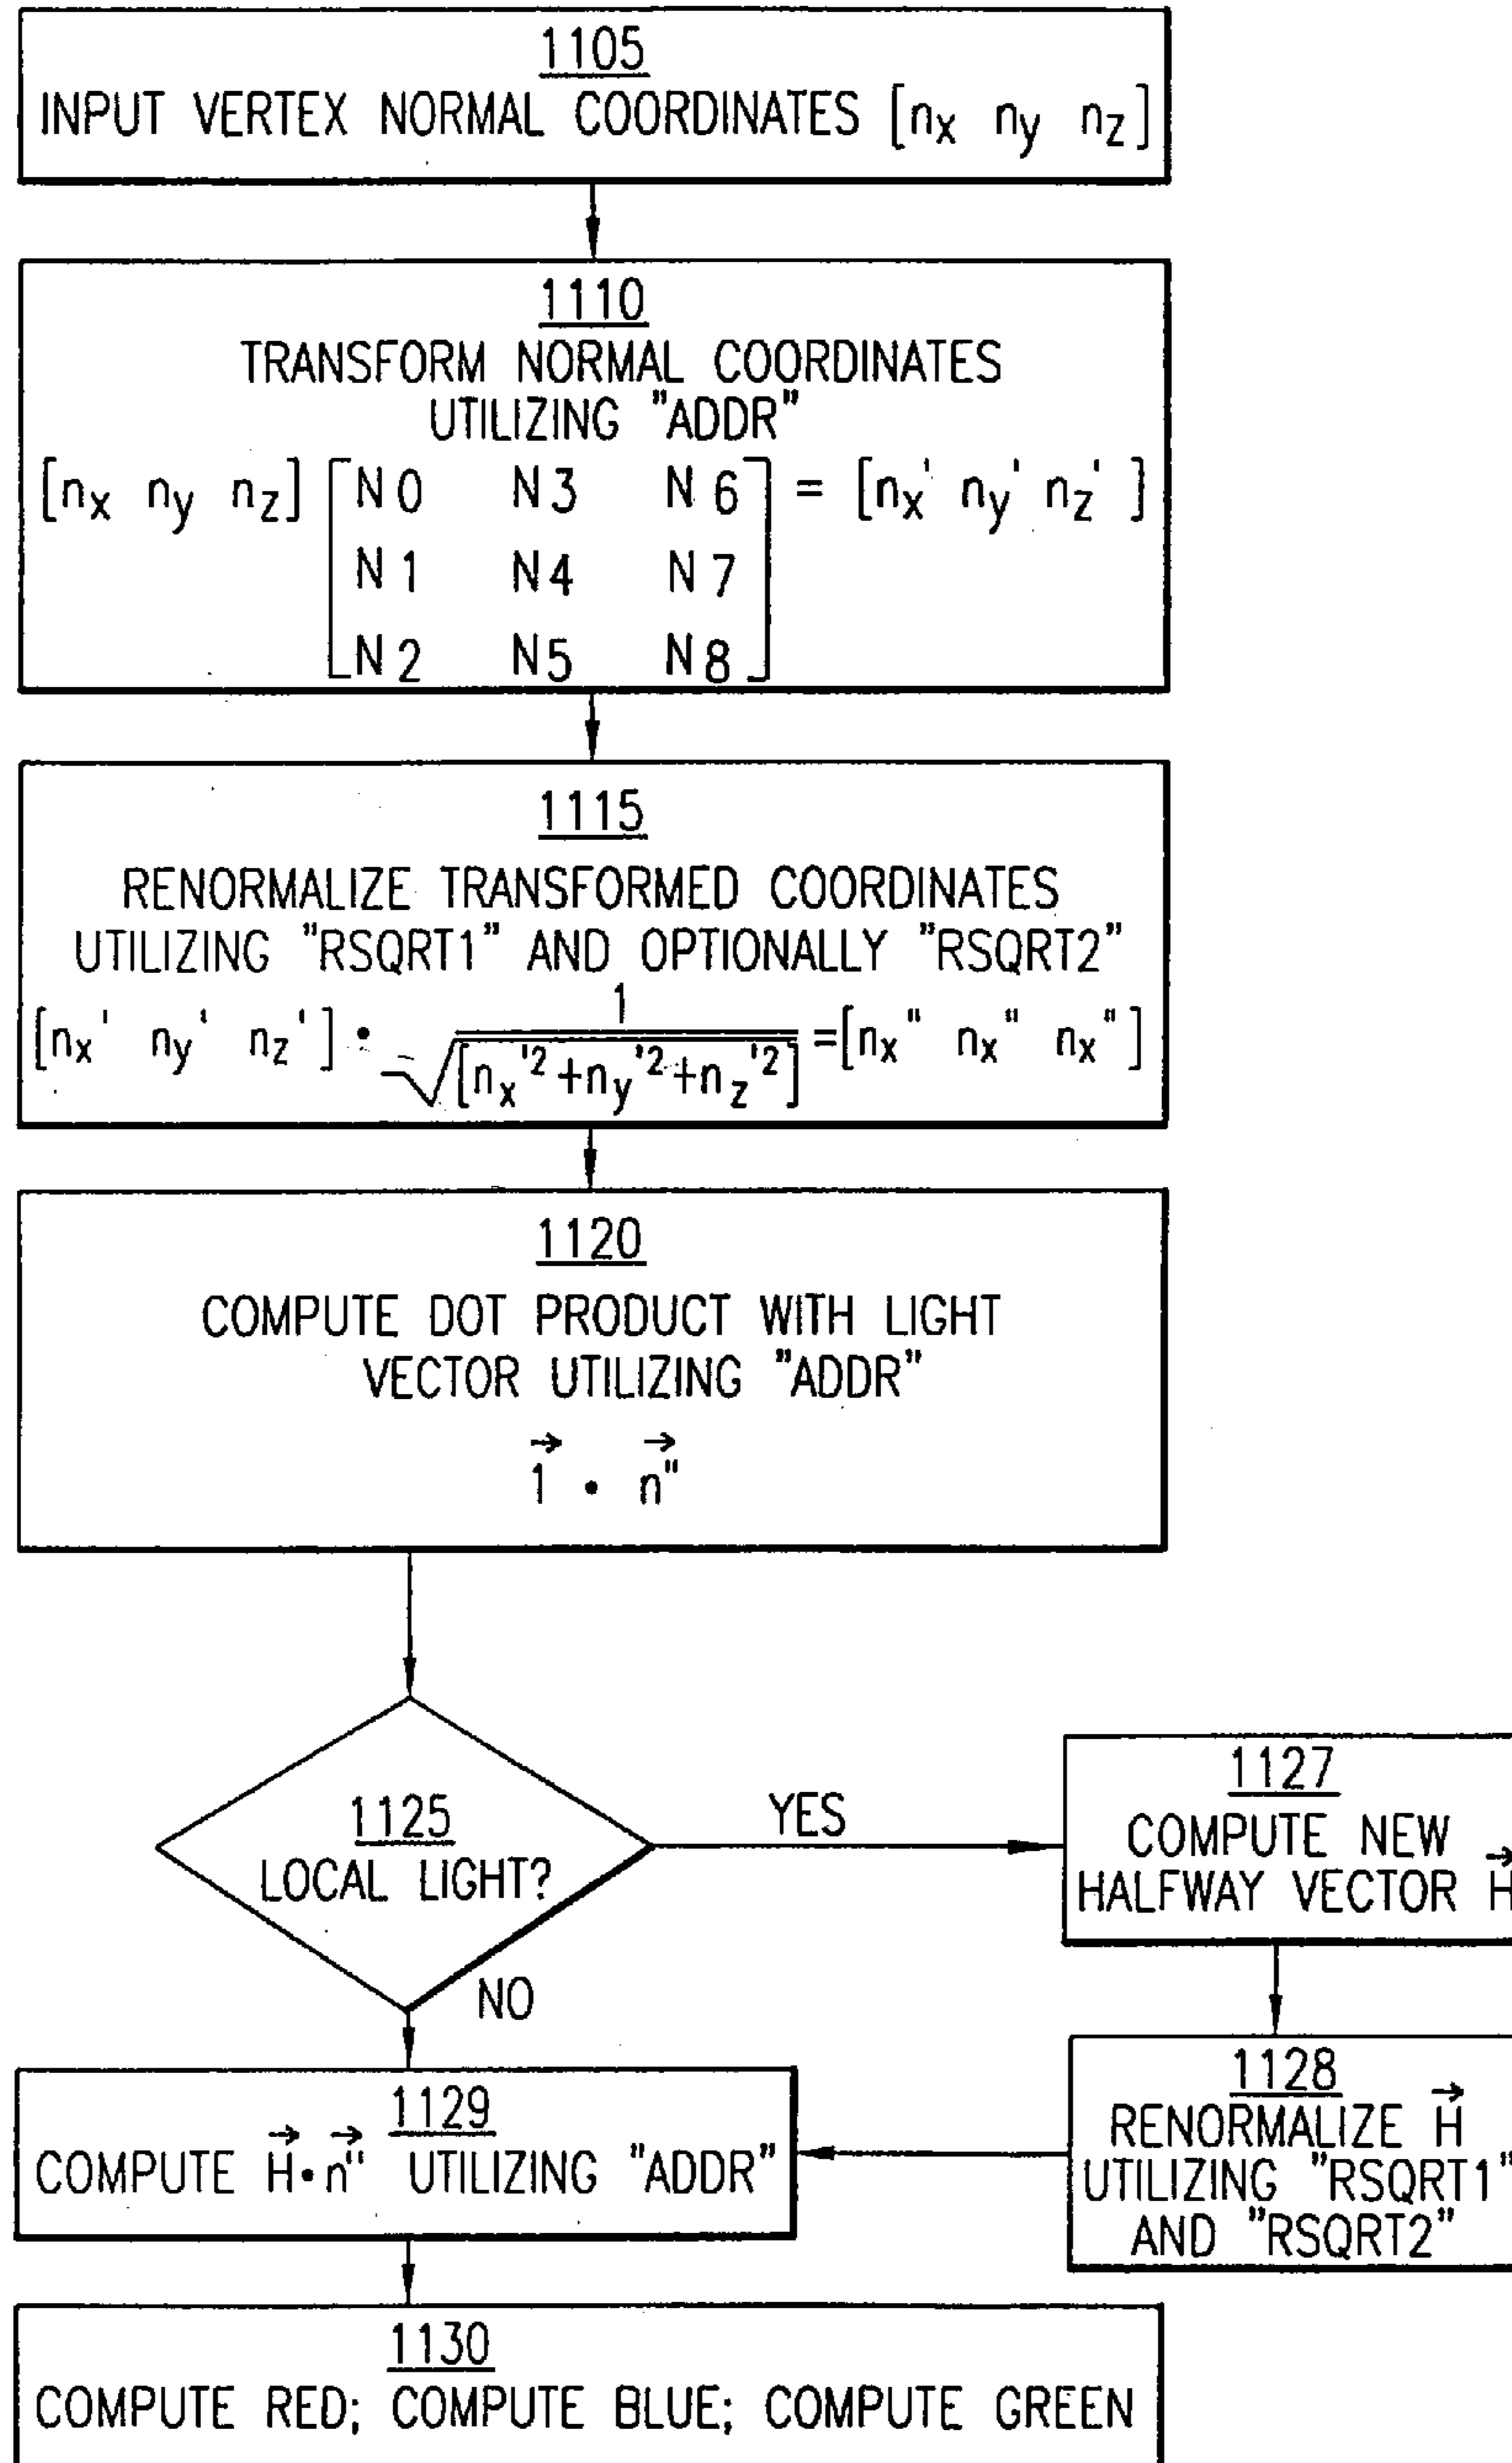 1105
INPUT VERTEX NORMAL COORDINATES [nx ny nz]
1110
TRANSFORM NORMAL COORDINATES
UTILIZING "ADDR"
[nx ny nz] [N0 N3 N6] = [nx' ny' nz']
N1 N4 N7
N2 N5 N8
1115
RENORMALIZE TRANSFORMED COORDINATES
UTILIZING "RSQRT1" AND OPTIONALLY "RSQRT2"
1
[nx' ny' nz'] • √[nx'2+ny'2+nz'2] =[nx" nx" nx"]
1120
COMPUTE DOT PRODUCT WITH LIGHT
VECTOR UTILIZING "ADDR"
1⃗ • n⃗"
1125
LOCAL LIGHT?
YES
NO
1127
COMPUTE NEW
HALFWAY VECTOR H⃗
1128
RENORMALIZE H⃗
UTILIZING "RSQRT1"
AND "RSQRT2"
1129
COMPUTE H⃗•n⃗" UTILIZING "ADDR"
1130
COMPUTE RED; COMPUTE BLUE; COMPUTE GREEN